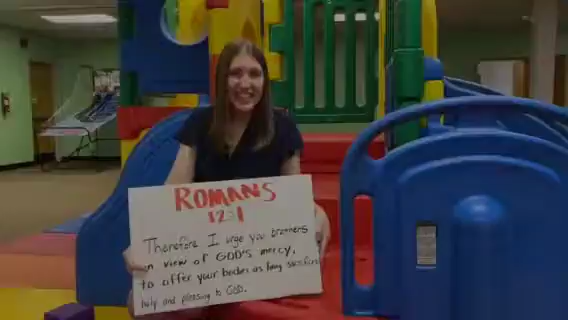 ROMANS
12:1
Therefore I urge you brothers
in view of GOD'S mercy,
to offer your bodies as living sacrifices
holy and pleasing to GOD.